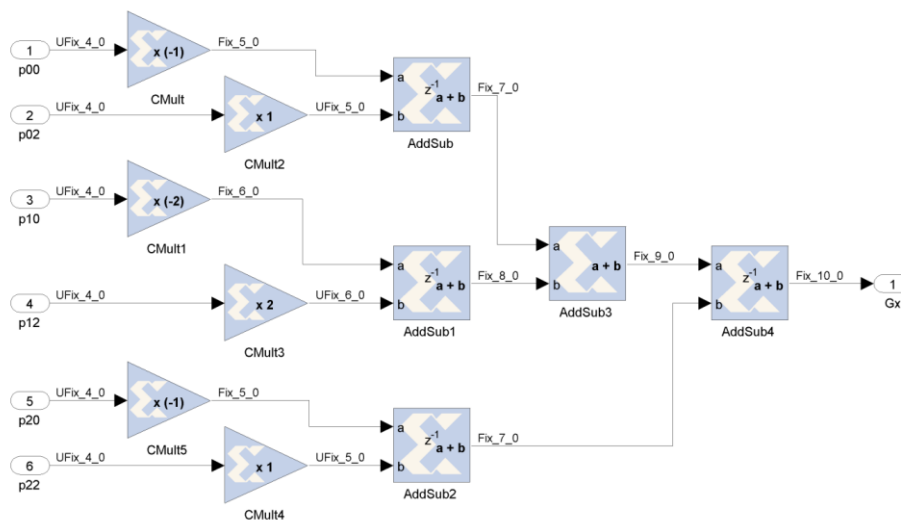 1
p00
UFix_4_0
x (-1)
CMult
Fix_5_0
2
p02
UFix_4_0
x 1
CMult2
UFix_5_0
a
b
z-1
a + b
AddSub
Fix_7_0
3
p10
UFix_4_0
x (-2)
CMult1
Fix_6_0
4
p12
UFix_4_0
x 2
CMult3
UFix_6_0
a
b
z-1
a + b
AddSub1
Fix_8_0
a
b
a + b
AddSub3
Fix_9_0
5
p20
UFix_4_0
x (-1)
CMult5
Fix_5_0
6
p22
UFix_4_0
x 1
CMult4
UFix_5_0
a
b
z-1
a + b
AddSub2
Fix_7_0
a
b
z-1
a + b
AddSub4
Fix_10_0
1
Gx